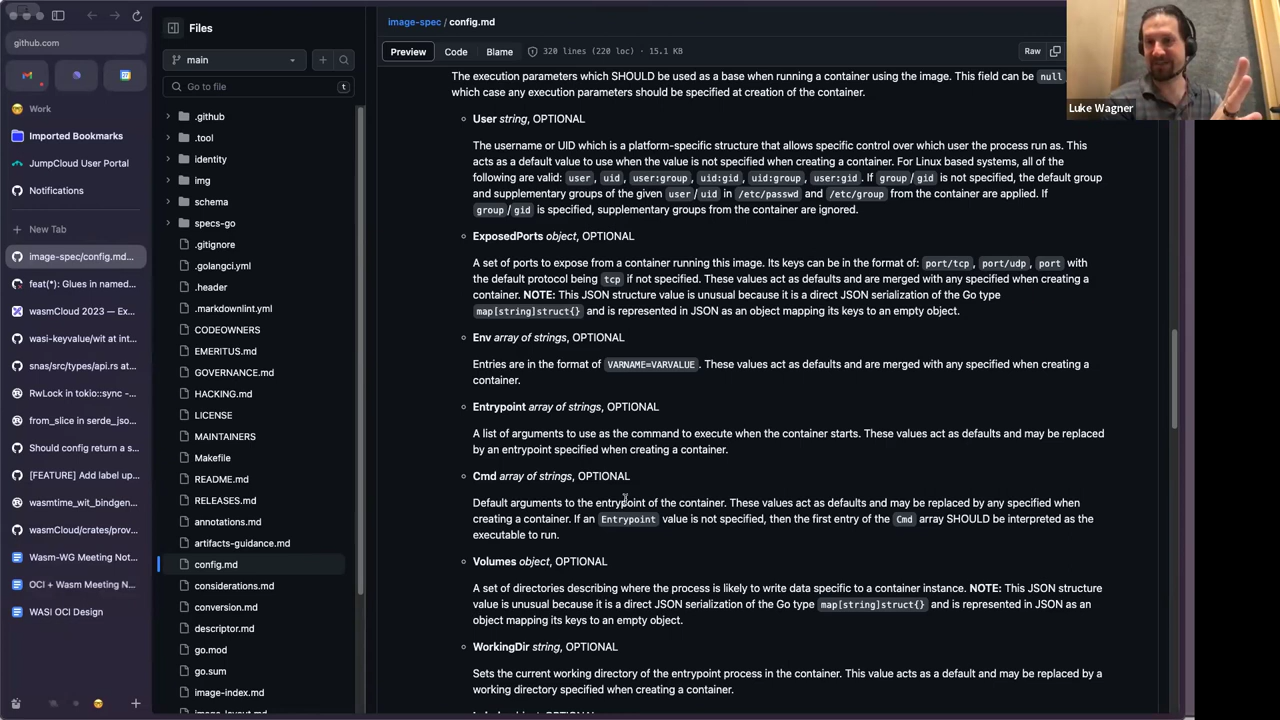 github.com
Work
Imported Bookmarks
JumpCloud User Portal
Notifications
New Tab
image-spec/config.md...
feat(*): Glues in named...
wasmCloud 2023 — Ex...
wasi-keyvalue/wit at int...
snas/src/types/api.rs at...
RwLock in tokio::sync -...
from_slice in serde_jso...
Should config return a s...
[FEATURE] Add label up...
wasmtime_wit_bindgen...
wasmCloud/crates/prov...
Wasm-WG Meeting Not...
OCI + Wasm Meeting N...
WASI OCI Design
Files
main
Go to file
t
.github
.tool
identity
img
schema
specs-go
.gitignore
.golangci.yml
.header
.markdownlint.yml
CODEOWNERS
EMERITUS.md
GOVERNANCE.md
HACKING.md
LICENSE
MAINTAINERS
Makefile
README.md
RELEASES.md
annotations.md
artifacts-guidance.md
config.md
considerations.md
conversion.md
descriptor.md
go.mod
go.sum
image-index.md
image-layout.md
image-spec / config.md
Preview Code Blame 320 lines (220 loc) · 15.1 KB Raw
The execution parameters which SHOULD be used as a base when running a container using the image. This field can be null
which case any execution parameters should be specified at creation of the container.
User string, OPTIONAL
The username or UID which is a platform-specific structure that allows specific control over which user the process run as. This
acts as a default value to use when the value is not specified when creating a container. For Linux based systems, all of the
following are valid: user, uid, user:group, uid:gid, uid:group, user:gid. If group/gid is not specified, the default group
and supplementary groups of the given user/uid in /etc/passwd and /etc/group from the container are applied. If
group/gid is specified, supplementary groups from the container are ignored.
ExposedPorts object, OPTIONAL
A set of ports to expose from a container running this image. Its keys can be in the format of: port/tcp, port/udp, port with
the default protocol being tcp if not specified. These values act as defaults and are merged with any specified when creating a
container. NOTE: This JSON structure value is unusual because it is a direct JSON serialization of the Go type
map[string]struct{} and is represented in JSON as an object mapping its keys to an empty object.
Env array of strings, OPTIONAL
Entries are in the format of VARNAME=VARVALUE. These values act as defaults and are merged with any specified when creating a
container.
Entrypoint array of strings, OPTIONAL
A list of arguments to use as the command to execute when the container starts. These values act as defaults and may be replaced
by an entrypoint specified when creating a container.
Cmd array of strings, OPTIONAL
Default arguments to the entrypoint of the container. These values act as defaults and may be replaced by any specified when
creating a container. If an Entrypoint value is not specified, then the first entry of the Cmd array SHOULD be interpreted as the
executable to run.
Volumes object, OPTIONAL
A set of directories describing where the process is likely to write data specific to a container instance. NOTE: This JSON structure
value is unusual because it is a direct JSON serialization of the Go type map[string]struct{} and is represented in JSON as an
object mapping its keys to an empty object.
WorkingDir string, OPTIONAL
Sets the current working directory of the entrypoint process in the container. This value acts as a default and may be replaced by a
working directory specified when creating a container.
Luke Wagner